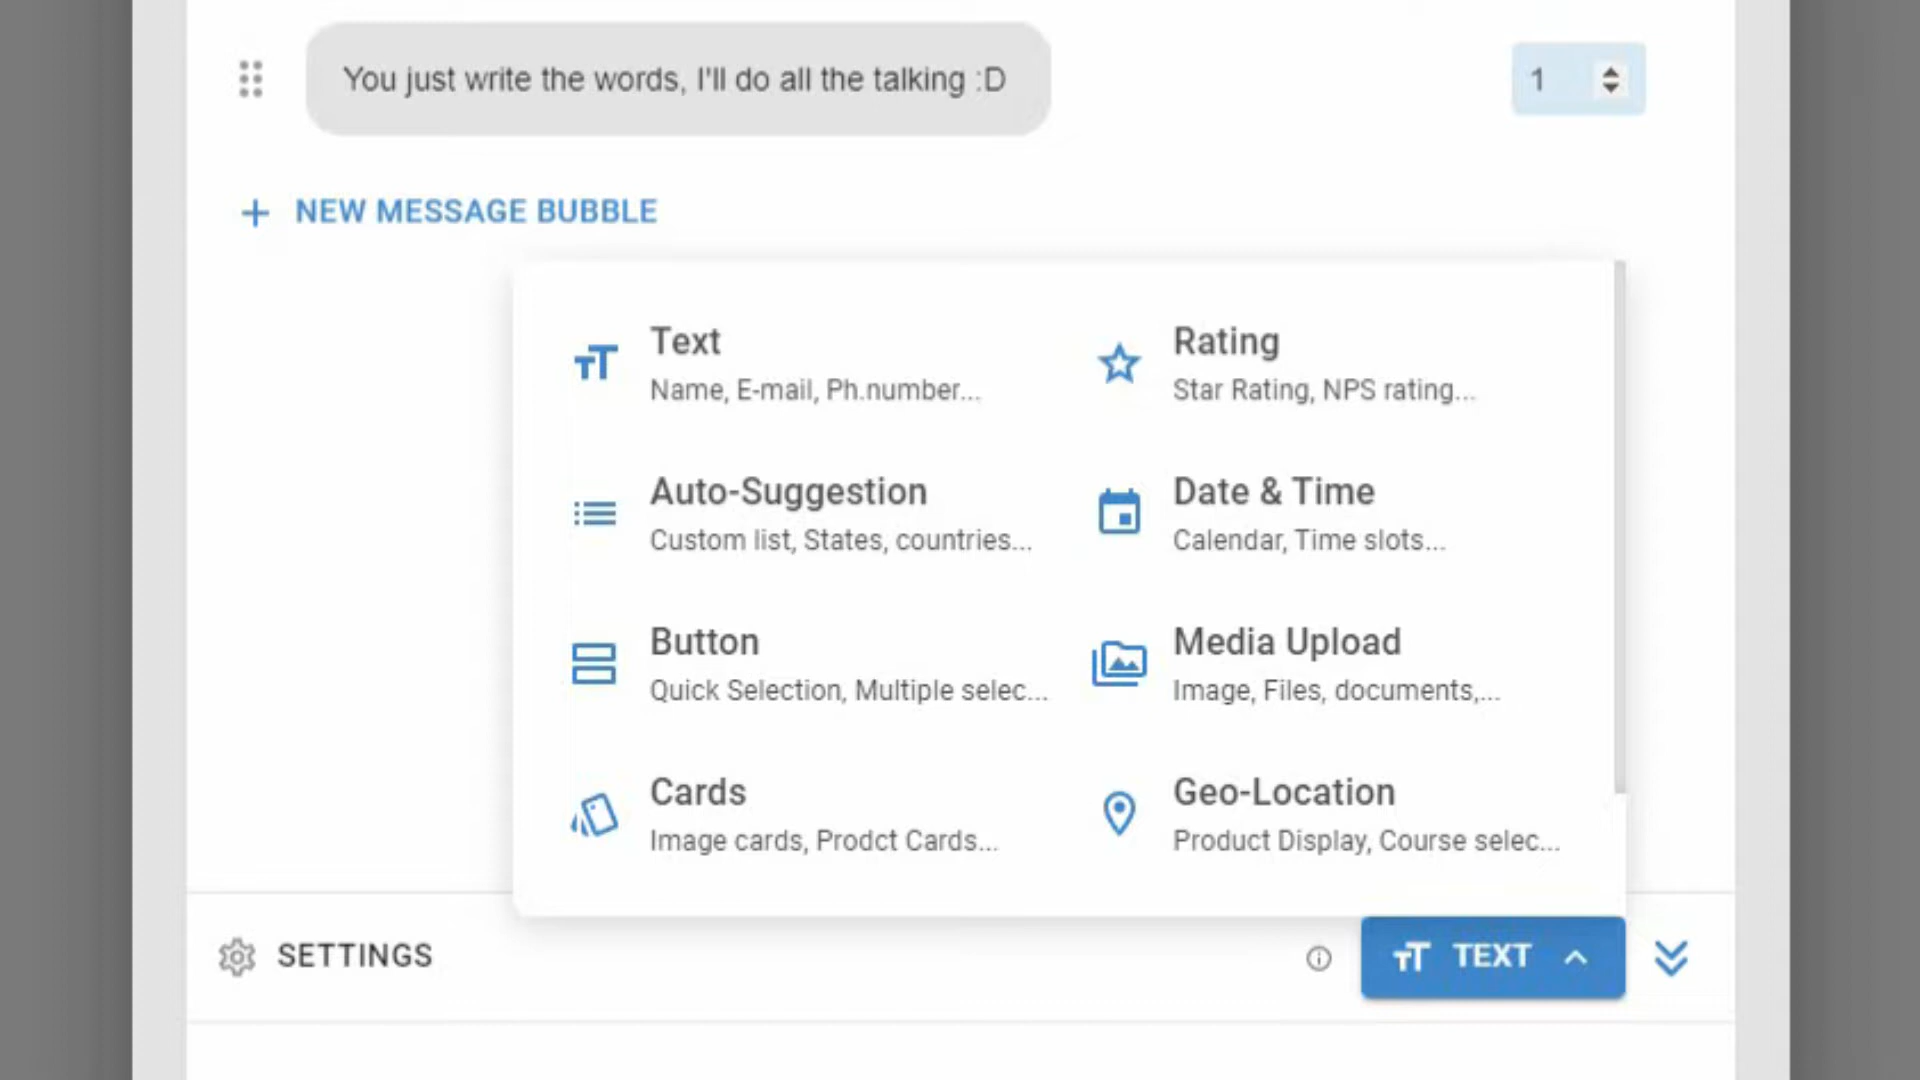 You just write the words, I'll do all the talking :D
1
NEW MESSAGE BUBBLE
Text
Name, E-mail, Ph.number...
Rating
Star Rating, NPS rating...
Auto-Suggestion
Custom list, States, countries...
Date & Time
Calendar, Time slots...
Button
Quick Selection, Multiple selec...
Media Upload
Image, Files, documents,...
Cards
Image cards, Prodct Cards...
Geo-Location
Product Display, Course selec...
SETTINGS
TEXT